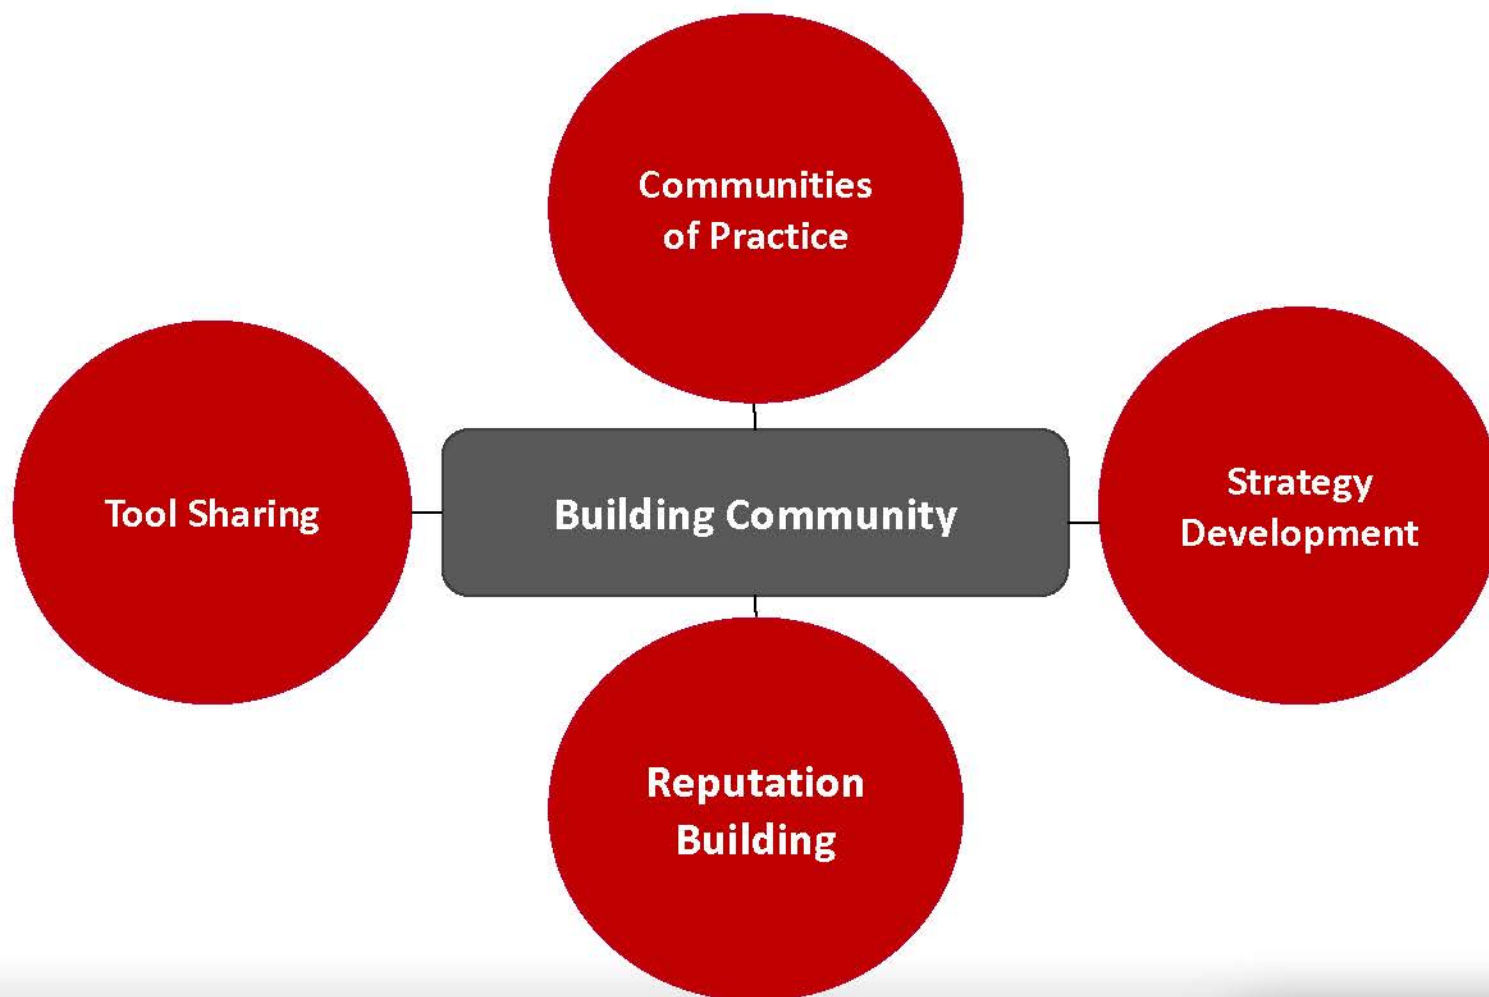 Communities
of Practice
Tool Sharing
Building Community
Strategy
Development
Reputation
Building